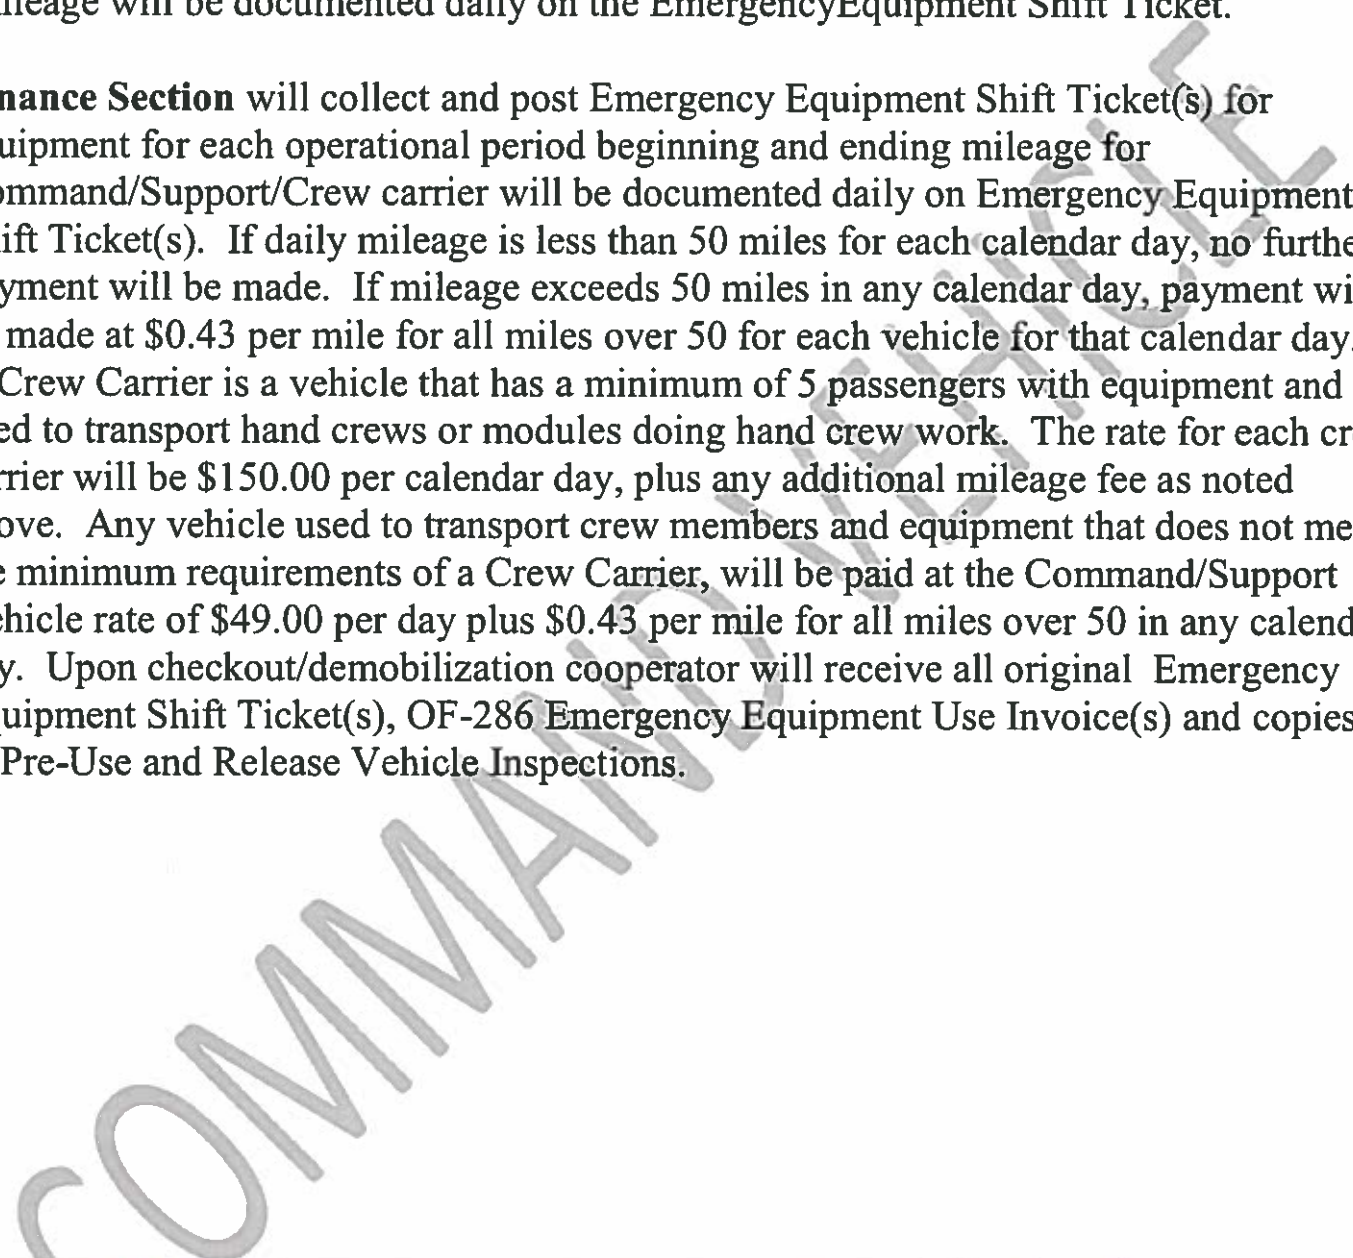 ileage will be documented daily on the EmergencyEquipment Shift Ticket.
nance Section will collect and post Emergency Equipment Shift Ticket(s) for
uipment for each operational period beginning and ending mileage for
ommand/Support/Crew carrier will be documented daily on Emergency Equipment
ift Ticket(s). If daily mileage is less than 50 miles for each calendar day, no furthe
yment will be made. If mileage exceeds 50 miles in any calendar day, payment wi
made at $0.43 per mile for all miles over 50 for each vehicle for that calendar day.
Crew Carrier is a vehicle that has a minimum of 5 passengers with equipment and
ed to transport hand crews or modules doing hand crew work. The rate for each cr
rrier will be $150.00 per calendar day, plus any additional mileage fee as noted
ove. Any vehicle used to transport crew members and equipment that does not me
e minimum requirements of a Crew Carrier, will be paid at the Command/Support
ehicle rate of $49.00 per day plus $0.43 per mile for all miles over 50 in any calend
y. Upon checkout/demobilization cooperator will receive all original Emergency
uipment Shift Ticket(s), OF-286 Emergency Equipment Use Invoice(s) and copies
Pre-Use and Release Vehicle Inspections.
COMMAND VEHICLE